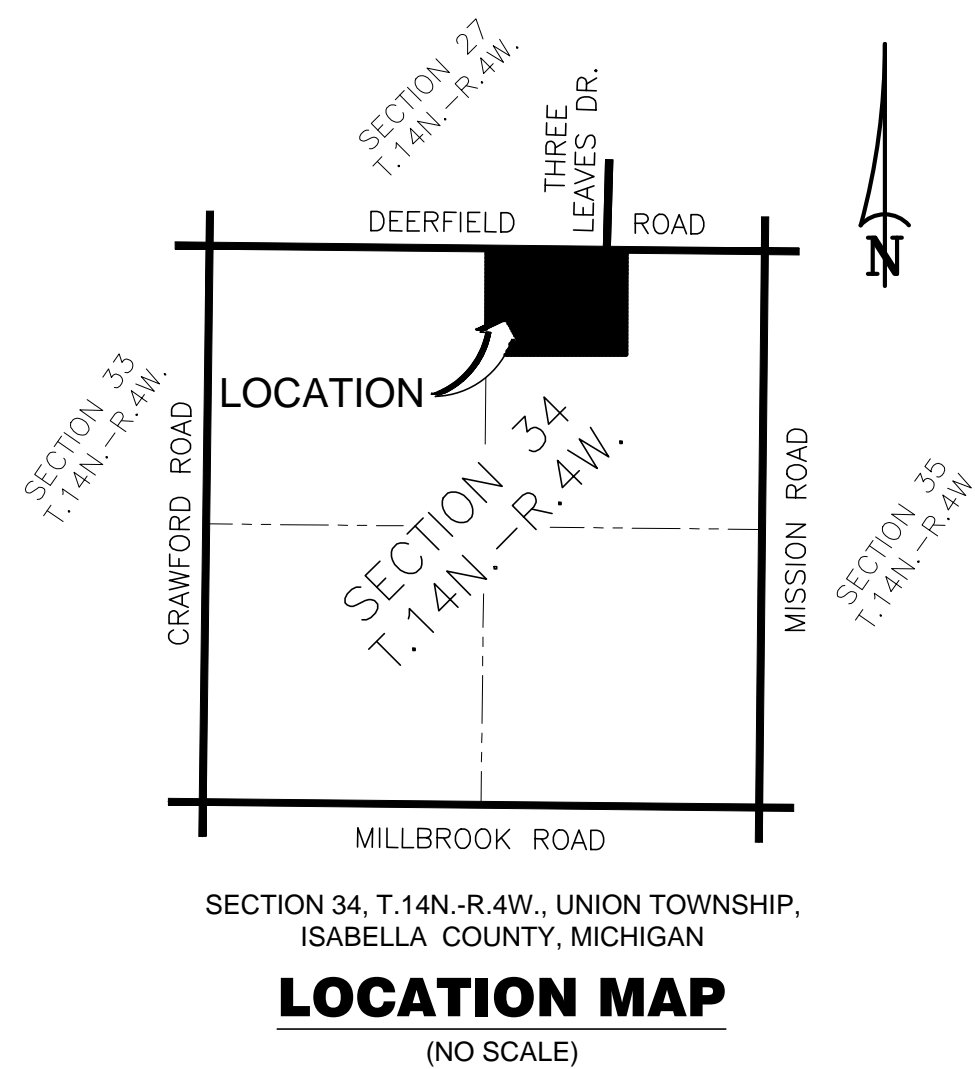 SECTION 27
T.14N.–R.4W.
THREE
LEAVES DR.
DEERFIELD ROAD
N
SECTION 33
T.14N.–R.4W.
LOCATION
CRAWFORD ROAD
SECTION 34
T.14N.–R.4W.
MISSION ROAD
SECTION 35
T.14N.–R.4W
MILLBROOK ROAD
SECTION 34, T.14N.-R.4W., UNION TOWNSHIP,
ISABELLA COUNTY, MICHIGAN
LOCATION MAP
(NO SCALE)